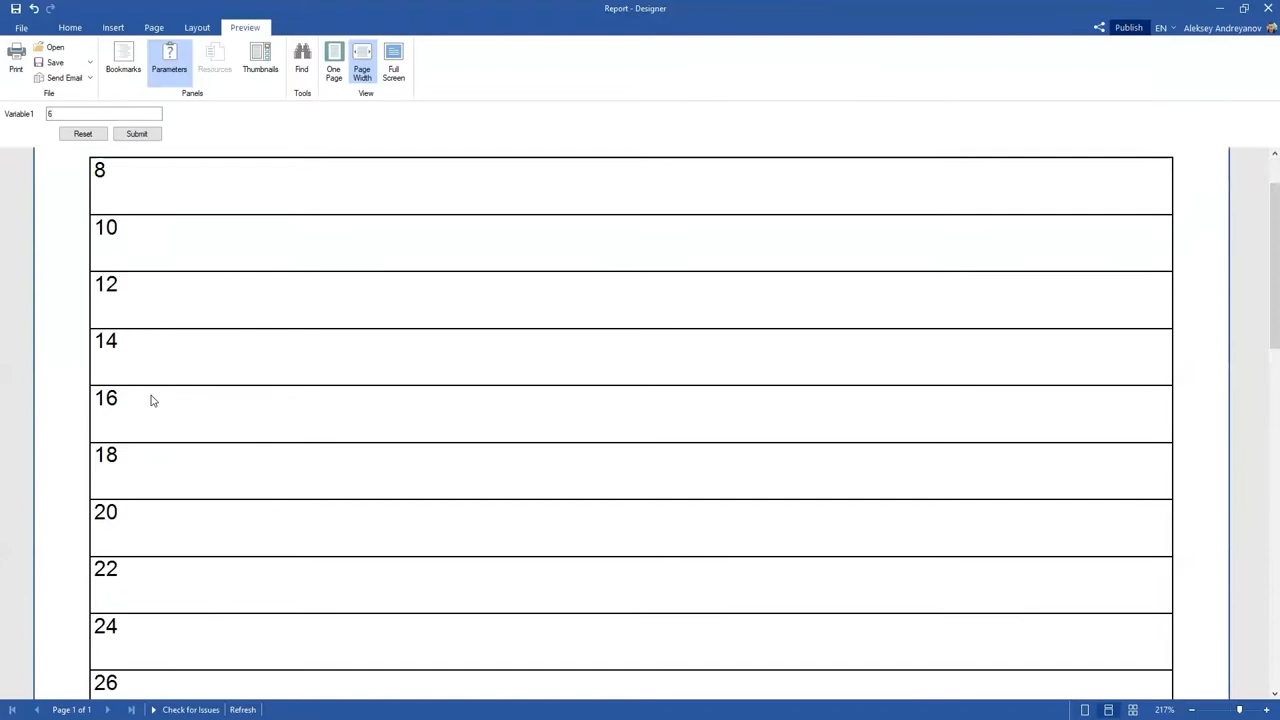 Report - Designer
File Home Insert Page Layout Preview Publish EN Aleksey Andreyanov
Print Open Save Send Email Bookmarks Parameters Resources Thumbnails Find One Page Page Width Full Screen
File Panels Tools View
Variable1 6
Reset Submit
8
10
12
14
16
18
20
22
24
26
Page 1 of 1 Check for Issues Refresh 217%